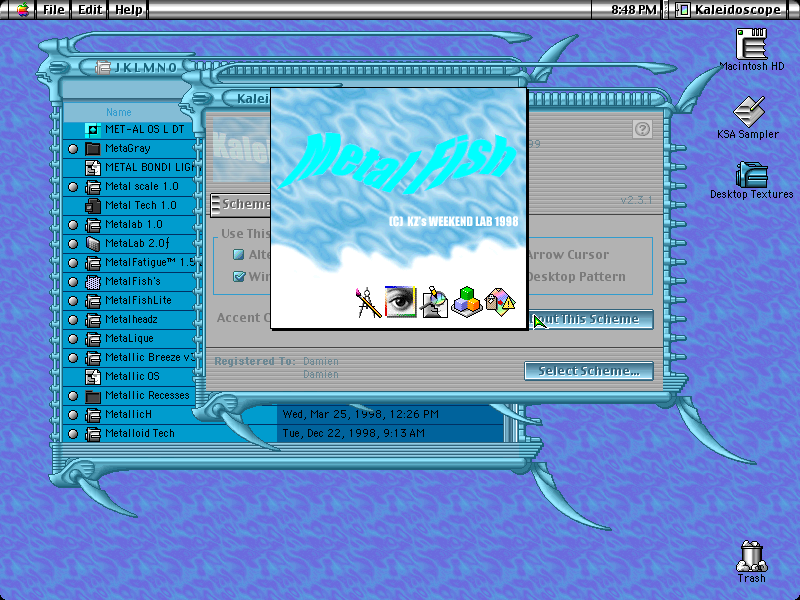 File Edit Help
8:48 PM
Kaleidoscope
Macintosh HD
KSA Sampler
Desktop Textures
Trash
JKLMNO
Name
MET-AL OS L DT
MetaGray
METAL BONDI LIGH
Metal scale 1.0
Metal Tech 1.0
Metalab 1.0
MetaLab 2.0ƒ
MetalFatigue™ 1.5
MetalFish's
MetalFishLite
Metalheadz
MetaLique
Metallic Breeze v3
Metallic OS
Metallic Recesses
MetallicH
Metalloid Tech
Wed, Mar 25, 1998, 12:26 PM
Tue, Dec 22, 1998, 9:13 AM
Kalei
Kale
v2.3.1
Scheme
Use This
Alte
Win
Arrow Cursor
Desktop Pattern
Accent C
out This Scheme
Registered To: Damien
Damien
Select Scheme...
Metal Fish
(C) KZ's WEEKEND LAB 1998